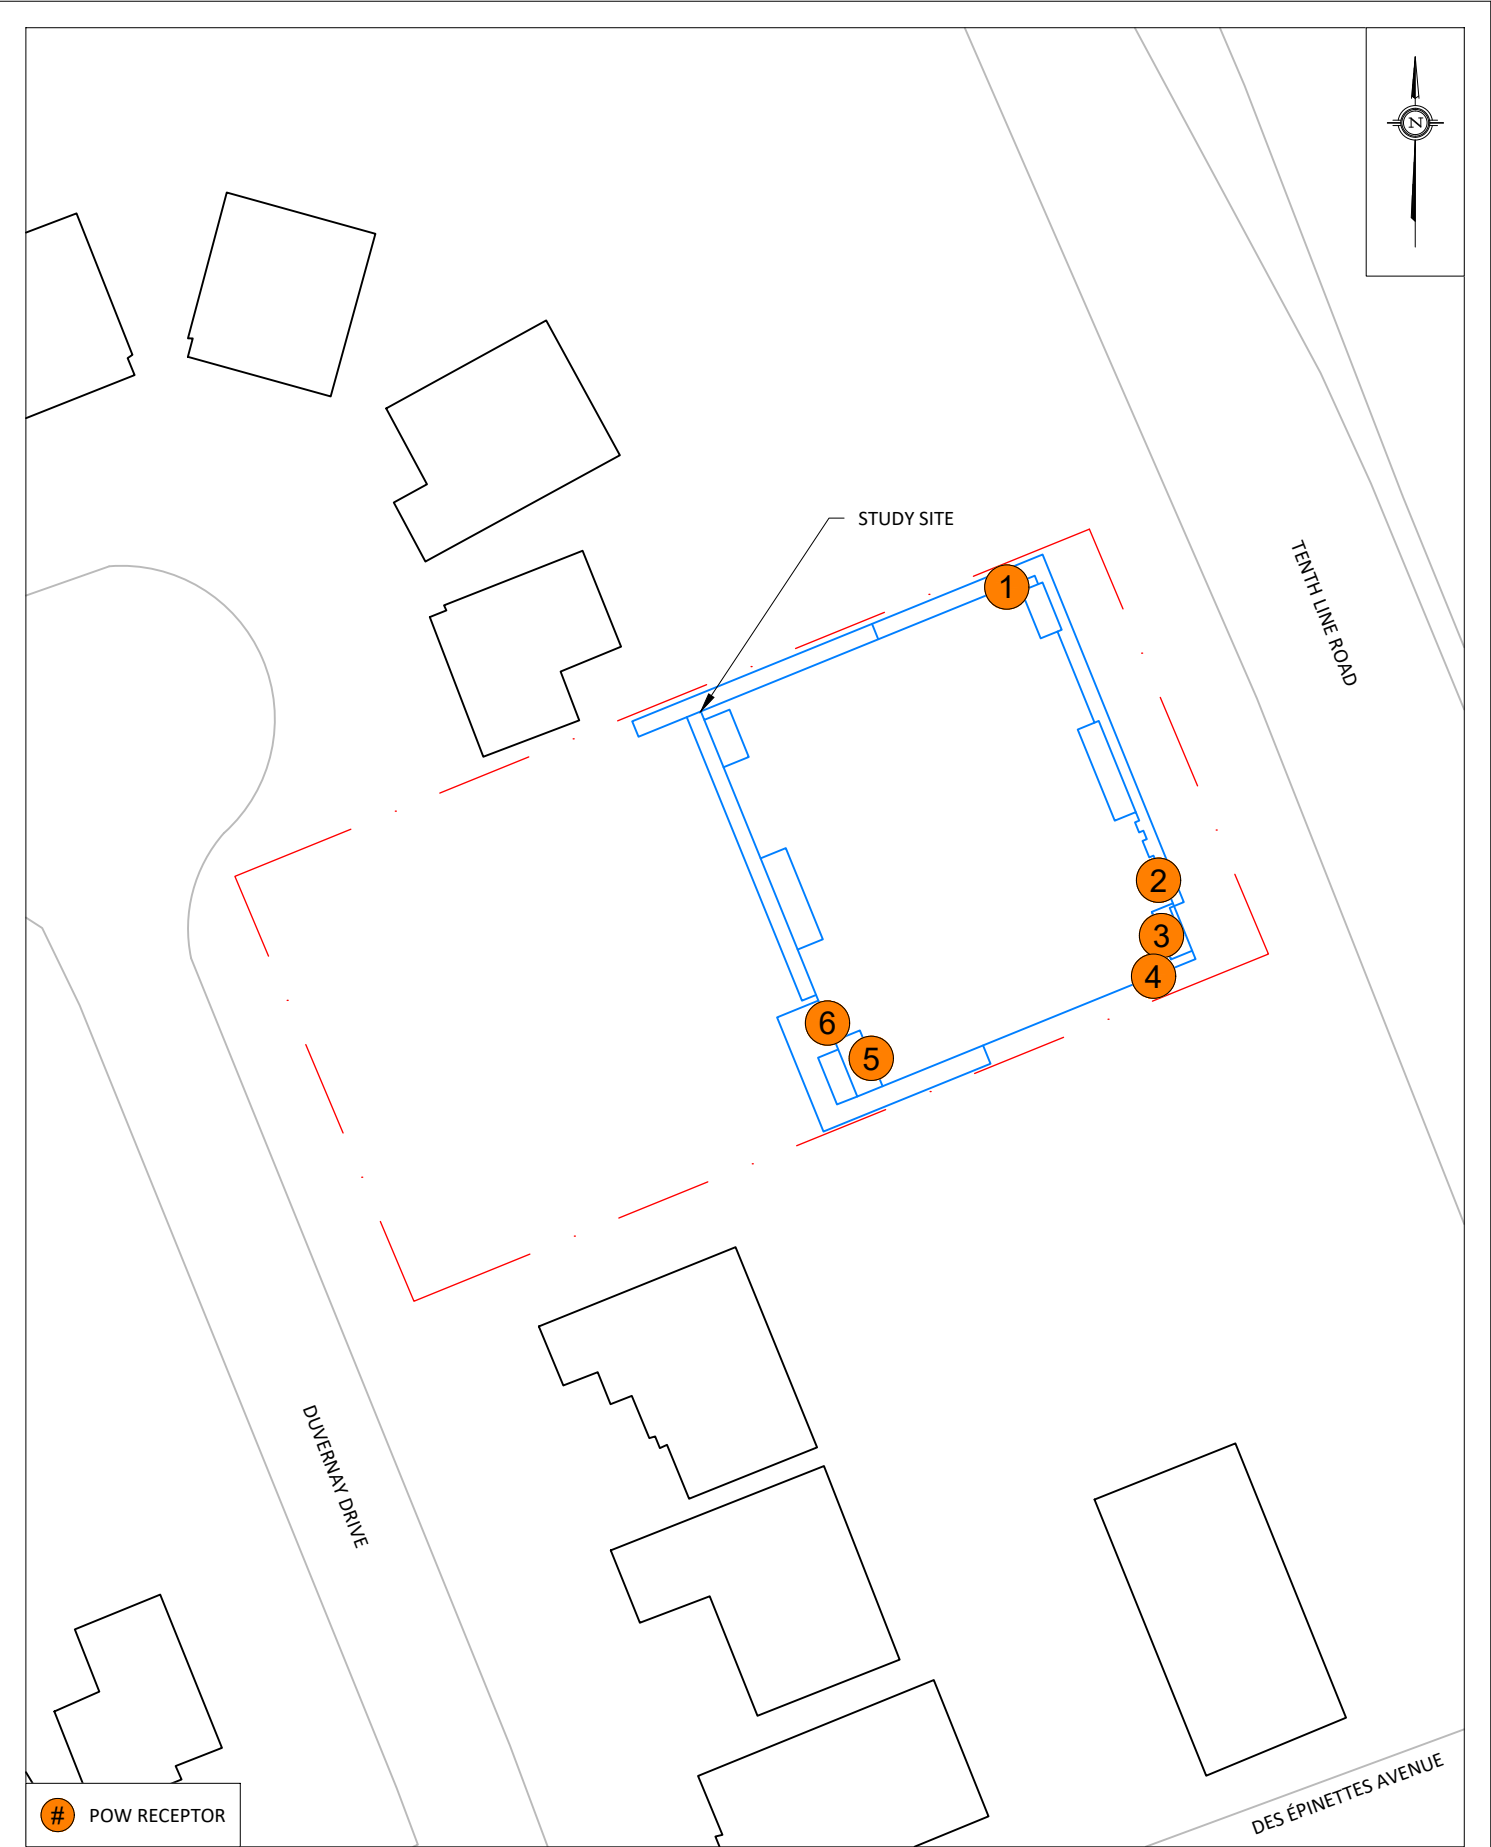 N
STUDY SITE
TENTH LINE ROAD
1
2
3
4
6
5
DUVERNAY DRIVE
DES ÉPINETTES AVENUE
# POW RECEPTOR